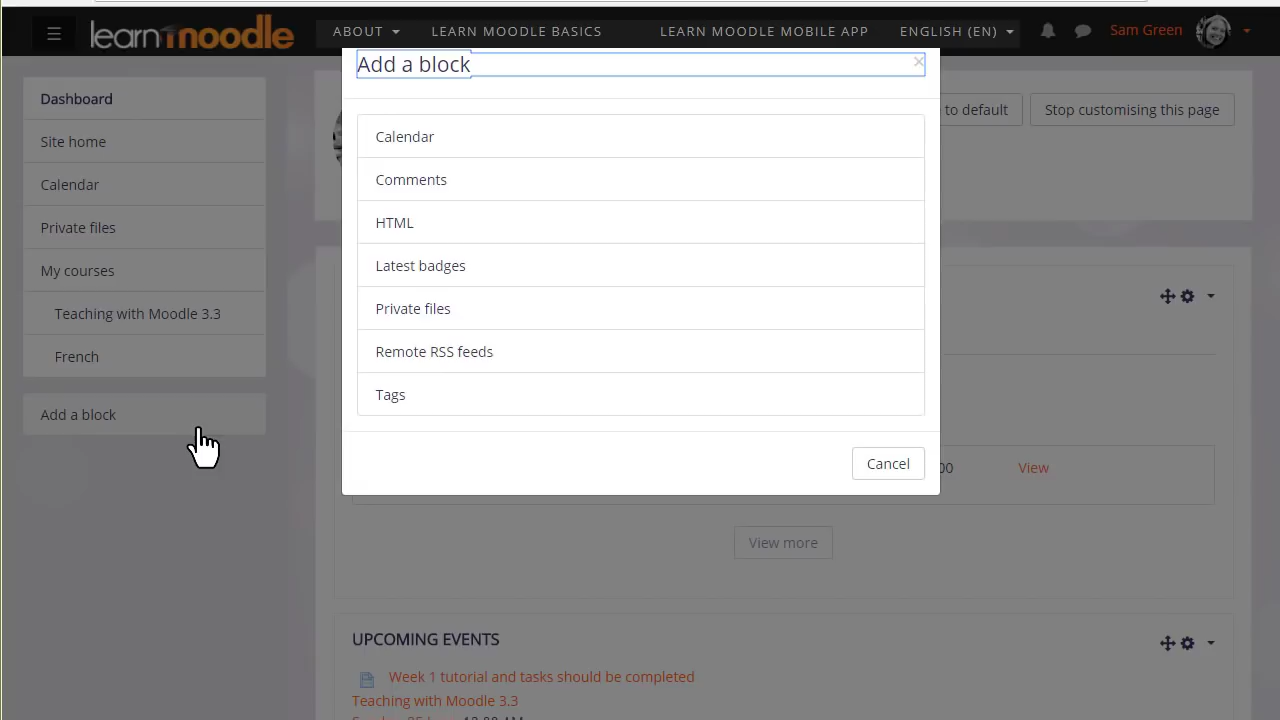 learn moodle
ABOUT LEARN MOODLE BASICS LEARN MOODLE MOBILE APP ENGLISH (EN) Sam Green
Add a block ×
Dashboard
Site home
Calendar
Private files
My courses
Teaching with Moodle 3.3
French
Add a block
Calendar
Comments
HTML
Latest badges
Private files
Remote RSS feeds
Tags
Cancel
to default
Stop customising this page
00 View
View more
UPCOMING EVENTS
Week 1 tutorial and tasks should be completed
Teaching with Moodle 3.3